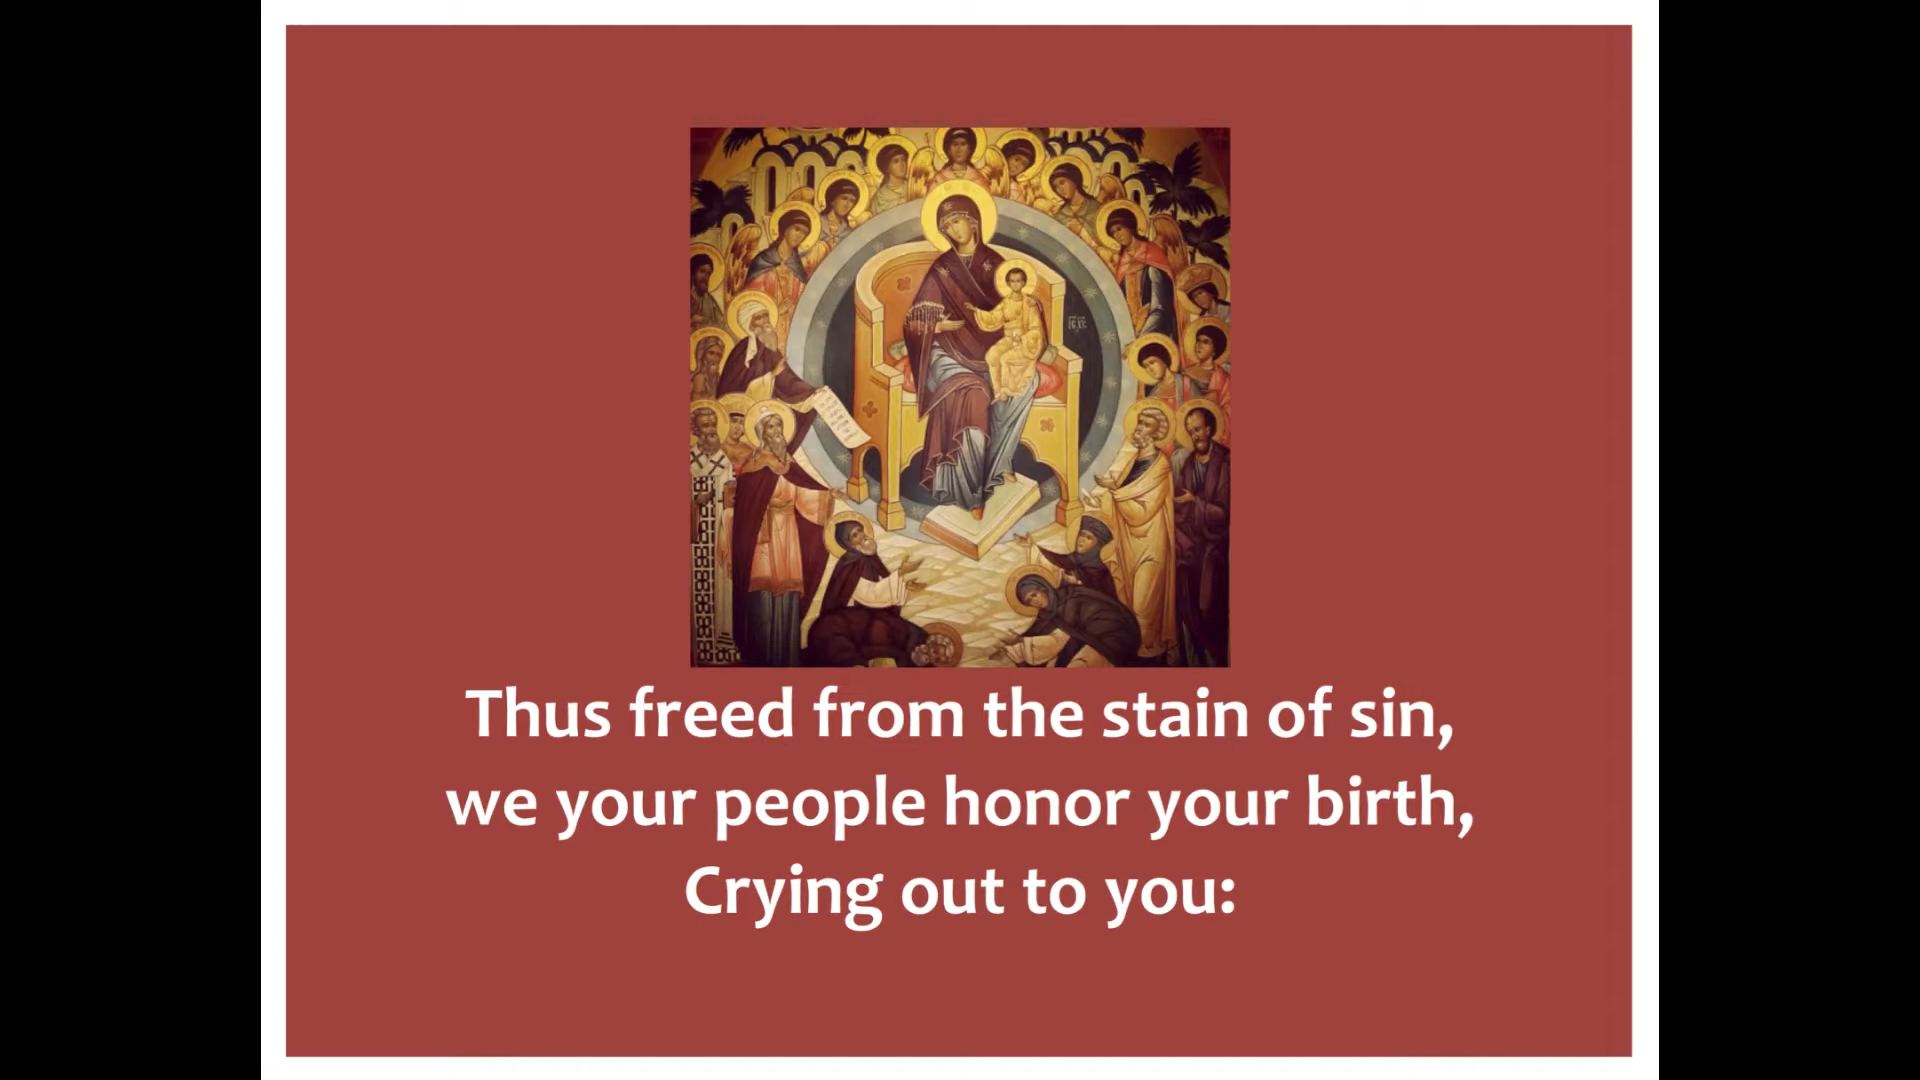 Thus freed from the stain of sin,
we your people honor your birth,
Crying out to you: